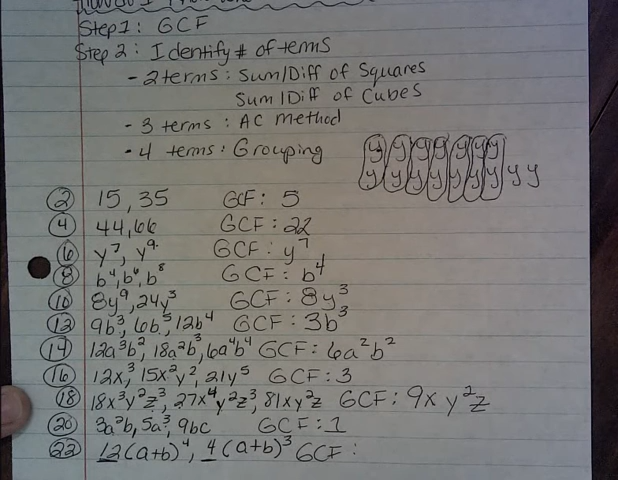 Step 1: GCF
Step 2: Identify # of terms
- 2 terms: Sum/Diff of Squares
Sum/Diff of Cubes
- 3 terms: AC method
- 4 terms: Grouping
y y y y y y y
y y y y y y y y y
② 15, 35 GCF: 5
④ 44, 66 GCF: 22
⑥ y⁷, y⁹ GCF: y⁷
⑧ b⁴, b⁶, b⁸ GCF: b⁴
⑩ 8y⁹, 24y³ GCF: 8y³
⑫ 9b³, 6b⁵, 12b⁴ GCF: 3b³
⑭ 12a³b², 18a²b³, 6a⁴b⁴ GCF: 6a²b²
⑯ 12x³, 15x²y², 21y⁵ GCF: 3
⑱ 18x³y²z³, 27x⁴y²z³, 81xy²z GCF: 9xy²z
⑳ 3a²b, 5a³, 9bc GCF: 1
㉒ 12(a+b)⁴, 4(a+b)³ GCF: